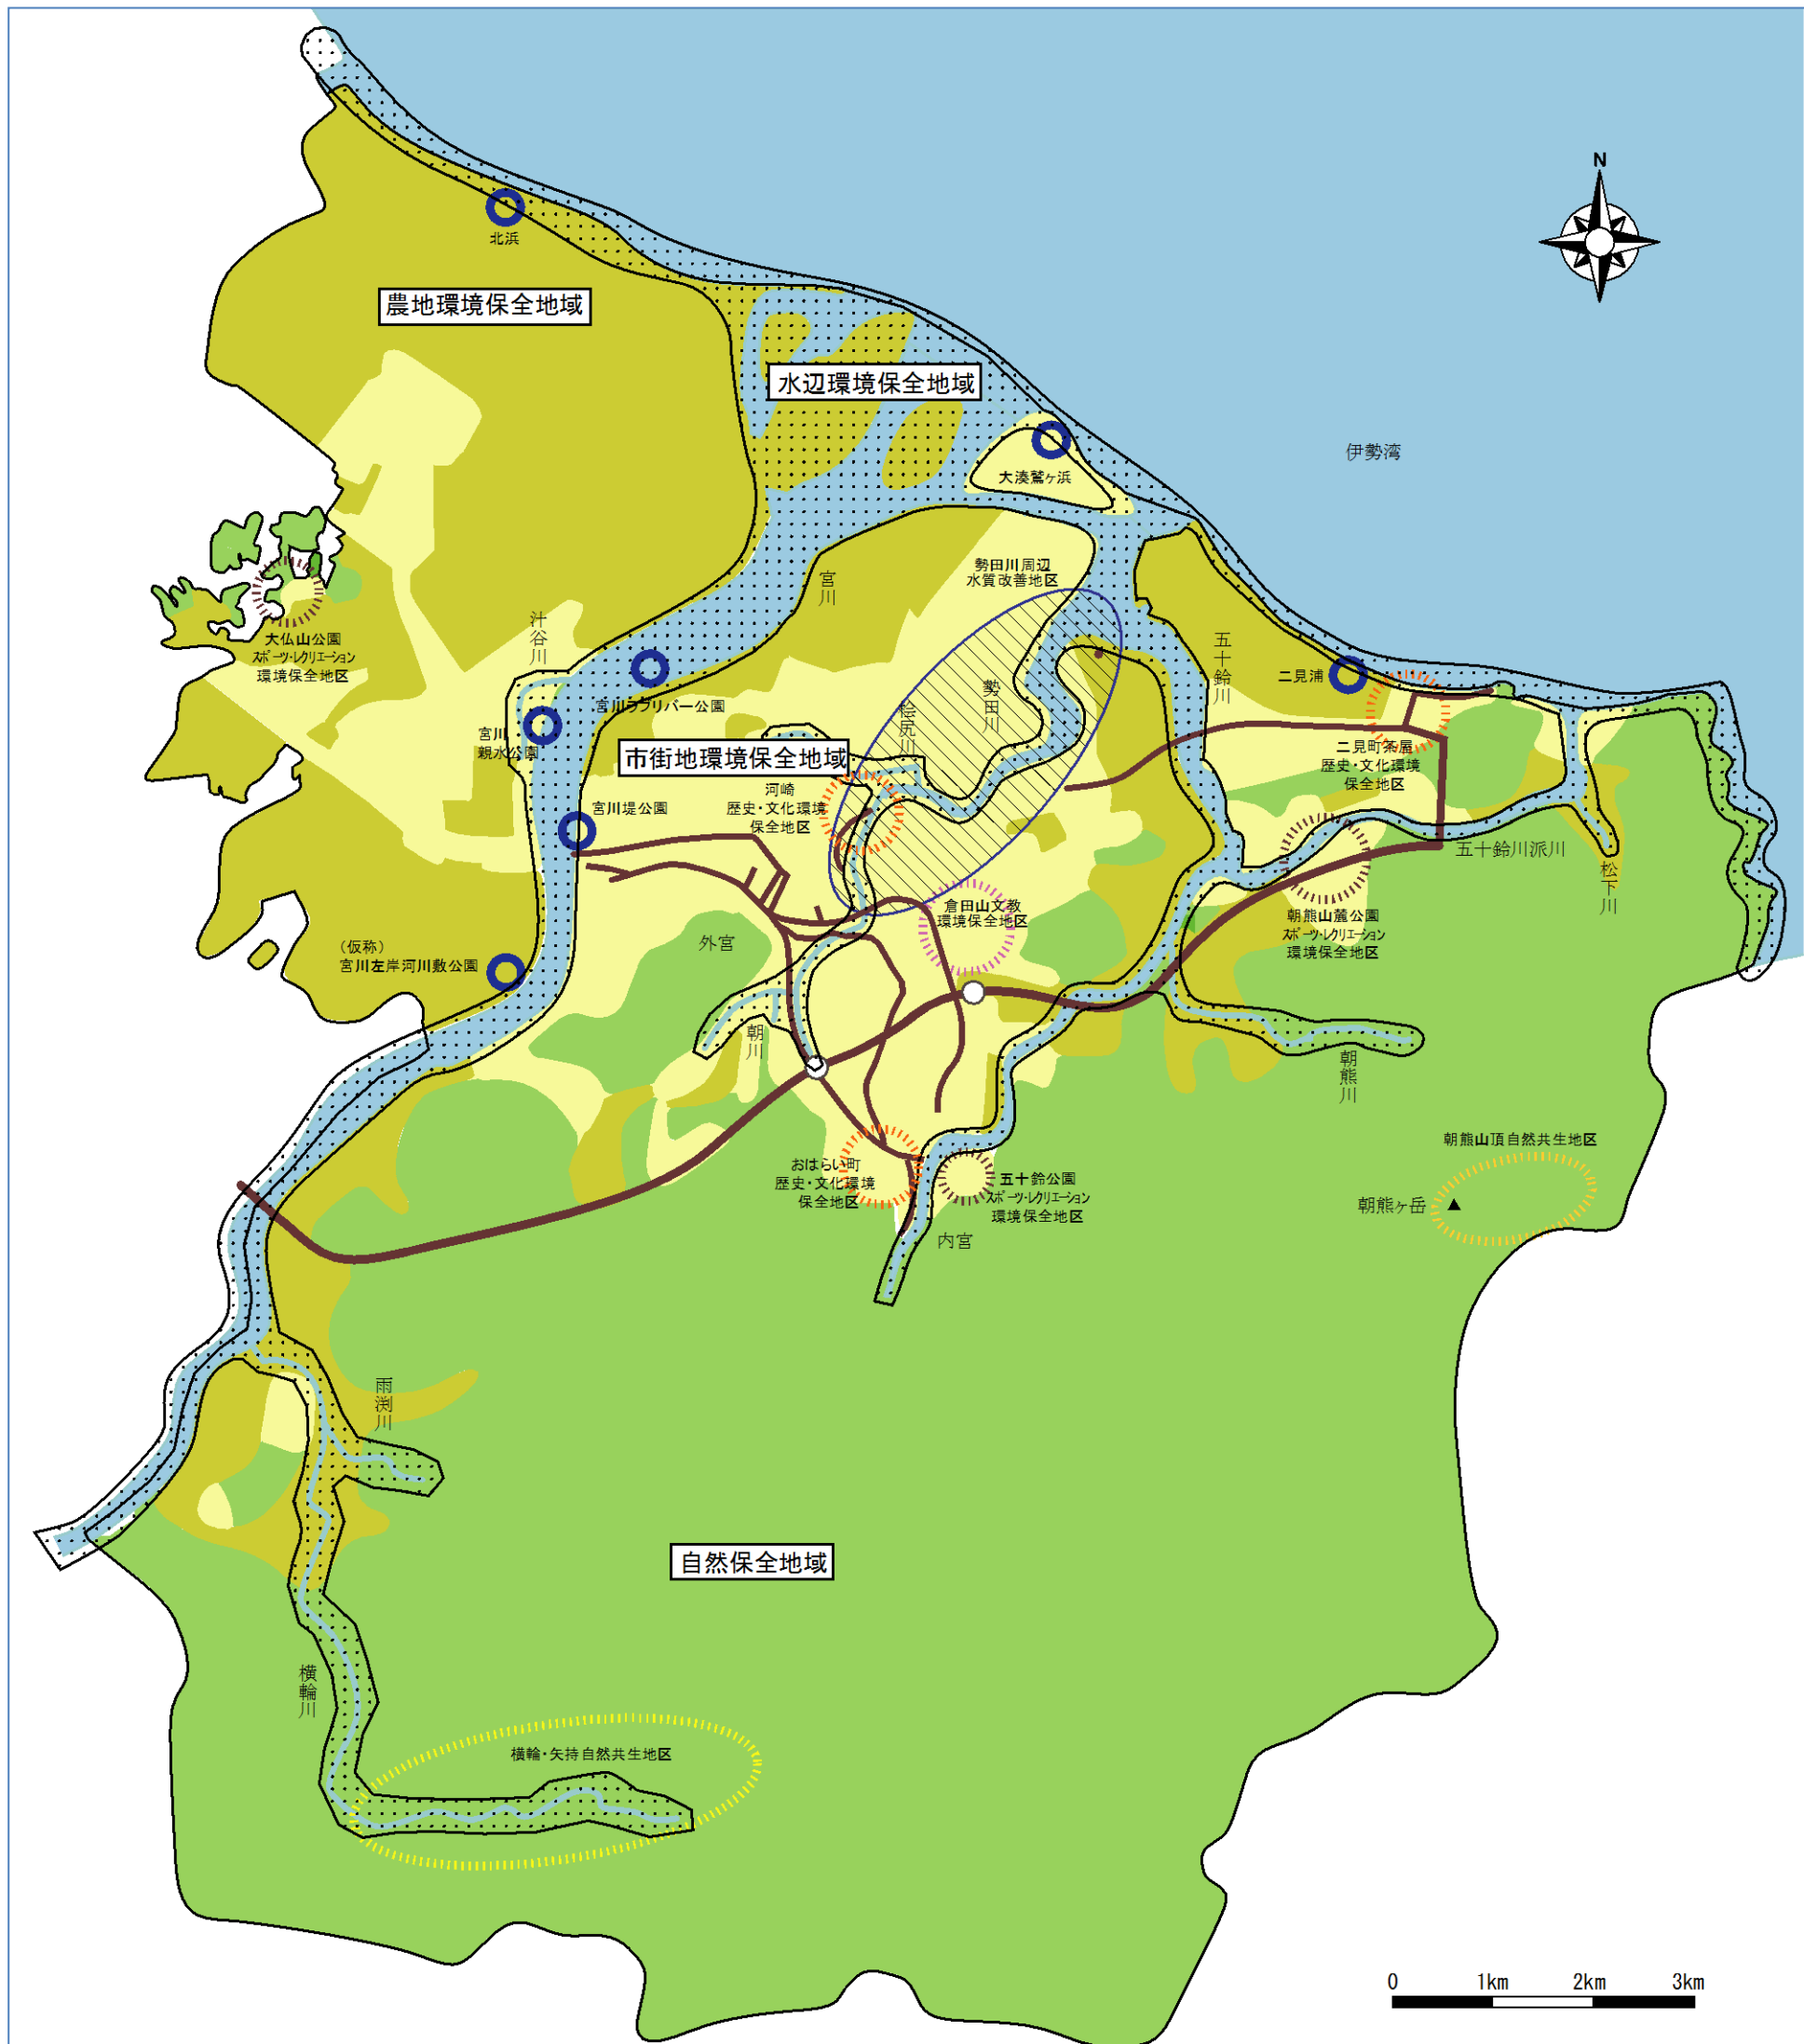 N
北浜
農地環境保全地域
水辺環境保全地域
伊勢湾
大湊鷲ヶ浜
勢田川周辺
水質改善地区
宮川
汁谷川
大仏山公園
スポーツ・レクリエーション
環境保全地区
五十鈴川
二見浦
勢田川
桧尻川
宮川ラブリバー公園
宮川
親水公園
市街地環境保全地域
二見町茶屋
歴史・文化環境
保全地区
河崎
歴史・文化環境
保全地区
宮川堤公園
五十鈴川派川
松下川
倉田山文教
環境保全地区
朝熊山麓公園
スポーツ・レクリエーション
環境保全地区
外宮
（仮称）
宮川左岸河川敷公園
朝川
朝熊川
朝熊山頂自然共生地区
朝熊ヶ岳
おはらい町
歴史・文化環境
保全地区
五十鈴公園
スポーツ・レクリエーション
環境保全地区
内宮
雨渕川
自然保全地域
横輪川
横輪・矢持自然共生地区
0 1km 2km 3km